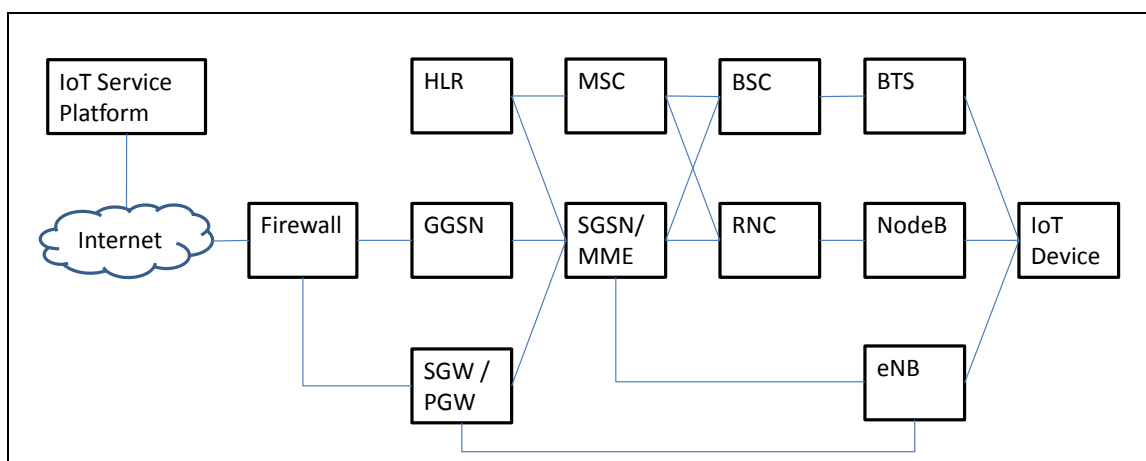 IoT Service
Platform
HLR
MSC
BSC
BTS
Internet
Firewall
GGSN
SGSN/
MME
RNC
NodeB
IoT
Device
SGW /
PGW
eNB